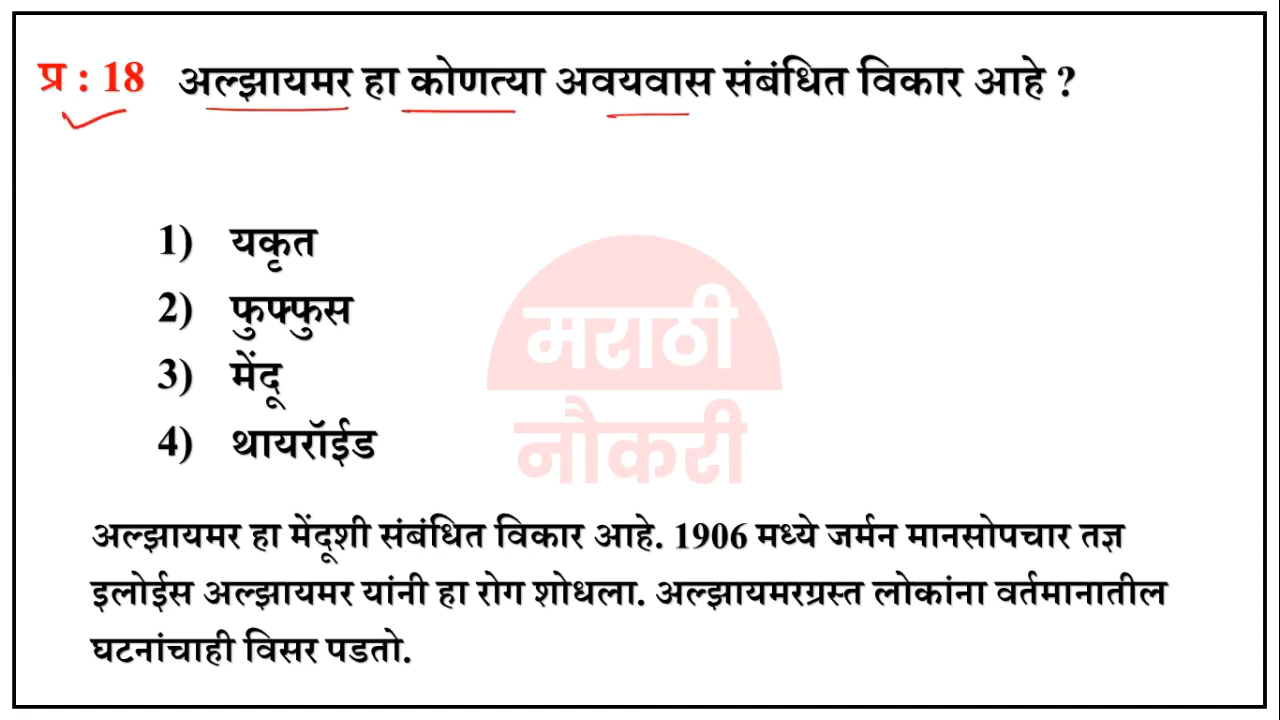 प्र : 18 अल्झायमर हा कोणत्या अवयवास संबंधित विकार आहे ?
1) यकृत
2) फुफ्फुस
3) मेंदू
4) थायरॉईड
मराठी
नौकरी
अल्झायमर हा मेंदूशी संबंधित विकार आहे. 1906 मध्ये जर्मन मानसोपचार तज्ञ
इलोईस अल्झायमर यांनी हा रोग शोधला. अल्झायमरग्रस्त लोकांना वर्तमानातील
घटनांचाही विसर पडतो.